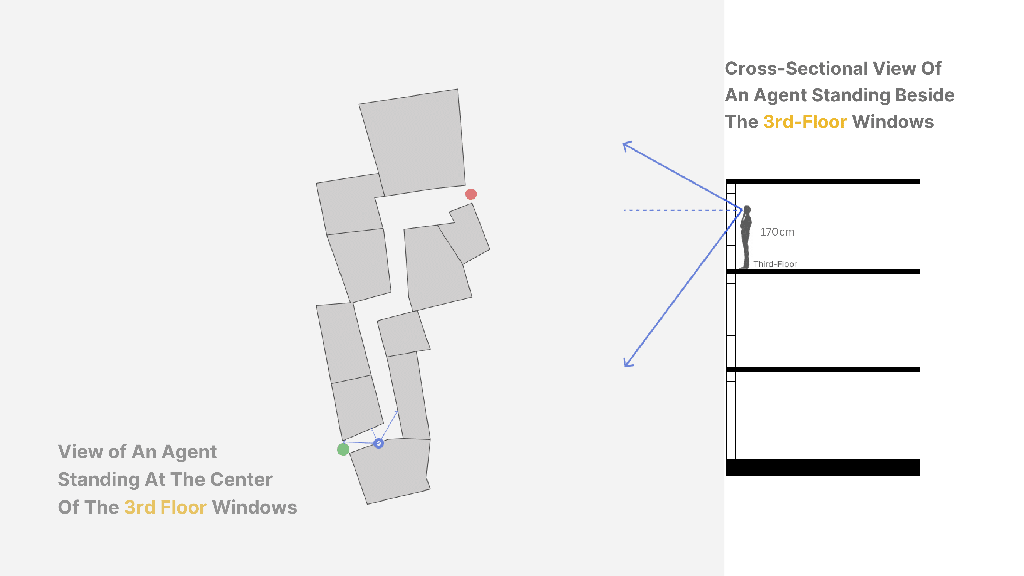 Cross-Sectional View Of
An Agent Standing Beside
The 3rd-Floor Windows
170cm
Third-Floor
View of An Agent
Standing At The Center
Of The 3rd Floor Windows